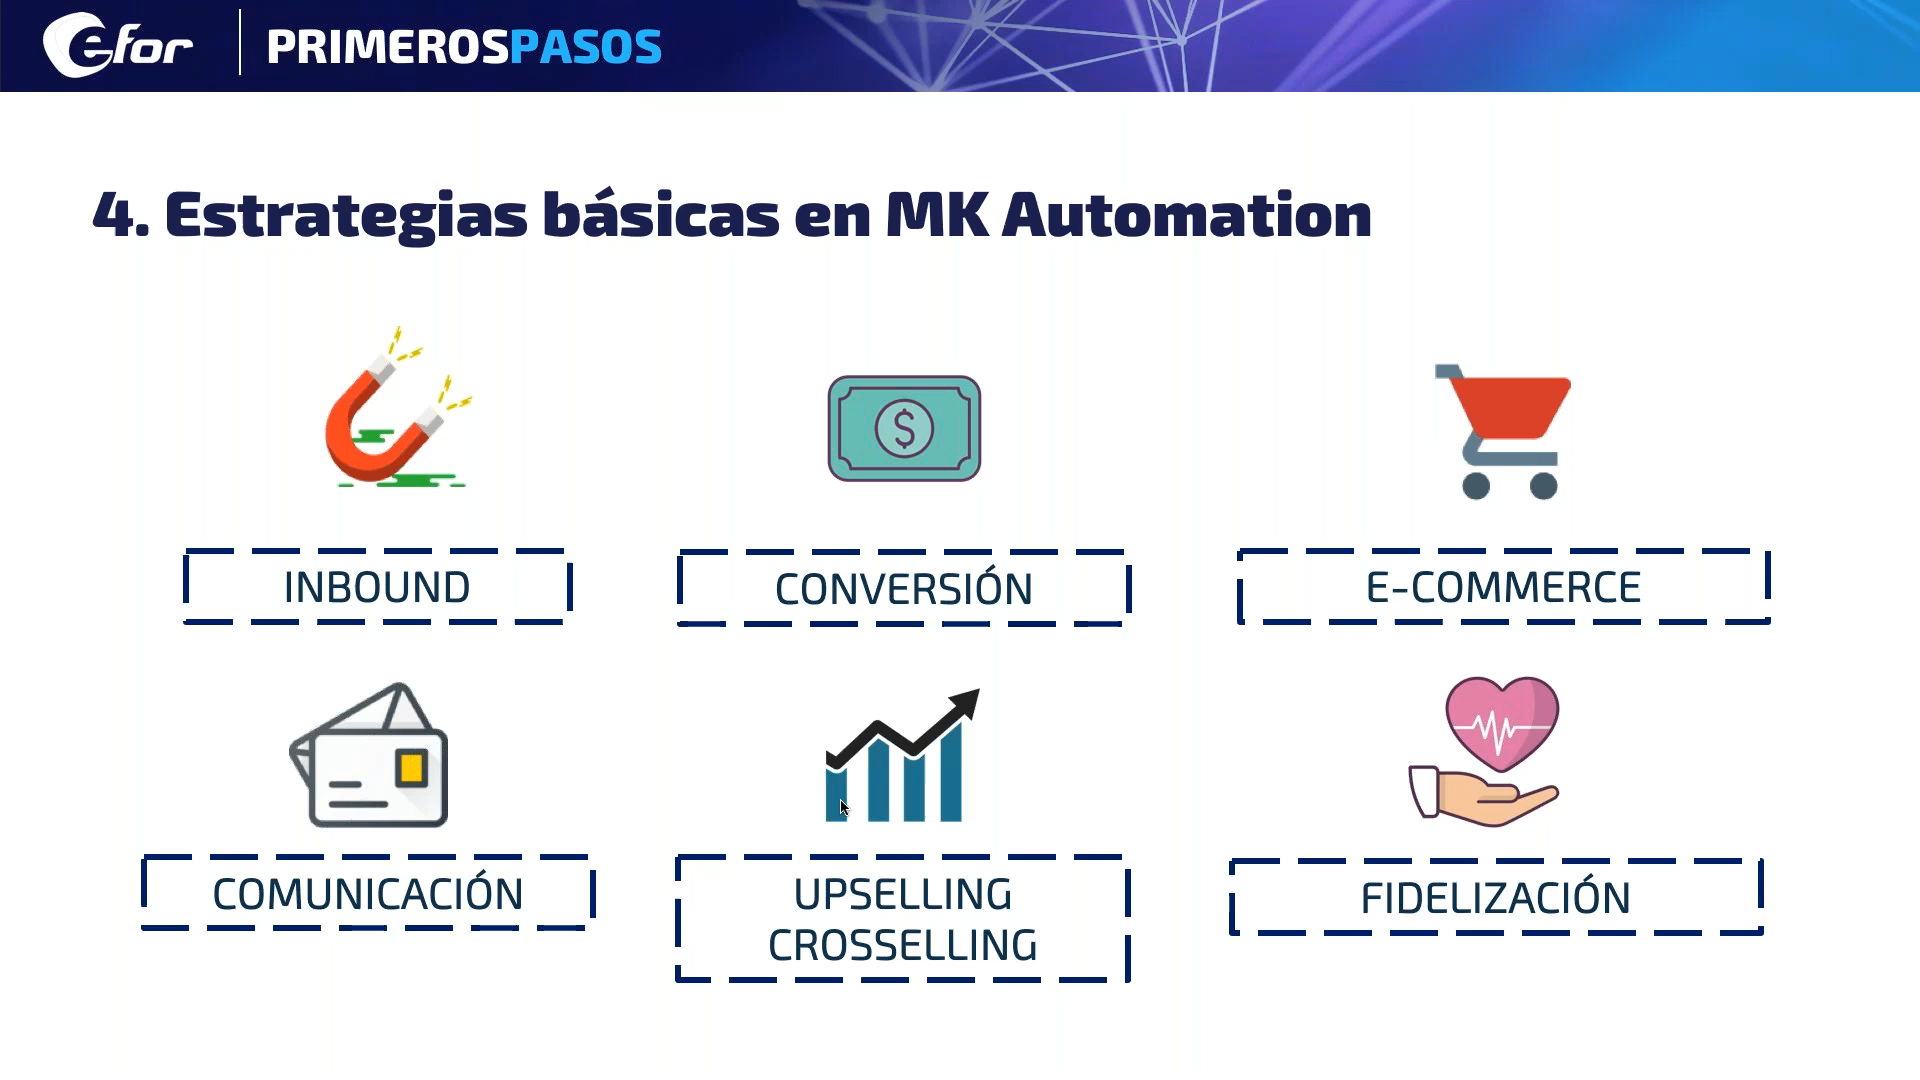 efor
PRIMEROSPASOS
4. Estrategias básicas en MK Automation
$
INBOUND
CONVERSIÓN
E-COMMERCE
COMUNICACIÓN
UPSELLING
CROSSELLING
FIDELIZACIÓN